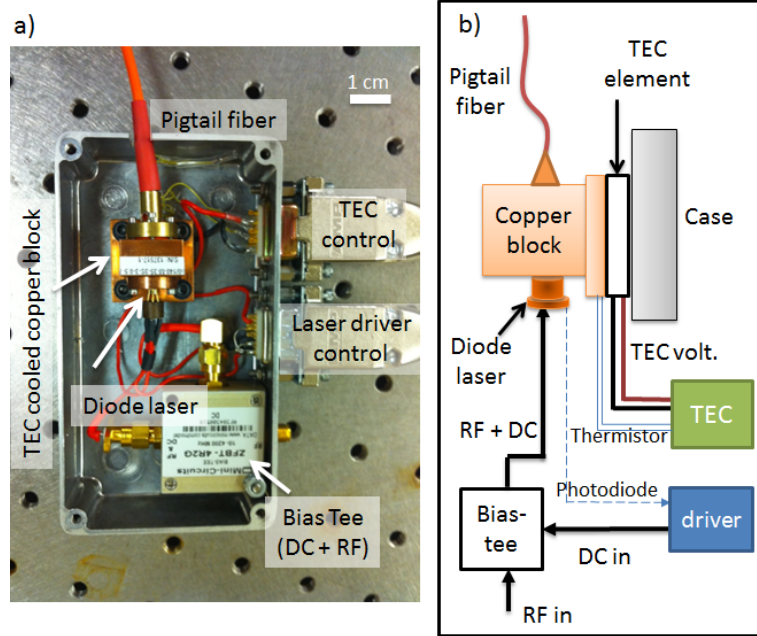 a)
1 cm
Pigtail fiber
TEC cooled copper block
TEC
control
Laser driver
control
Diode laser
DC
ZFBT-4R2G
Mini-Circuits
Bias Tee
(DC + RF)
b)
Pigtail
fiber
TEC
element
Copper
block
Case
Diode
laser
TEC volt.
TEC
RF + DC
Thermistor
Photodiode
Bias-
tee
driver
DC in
RF in